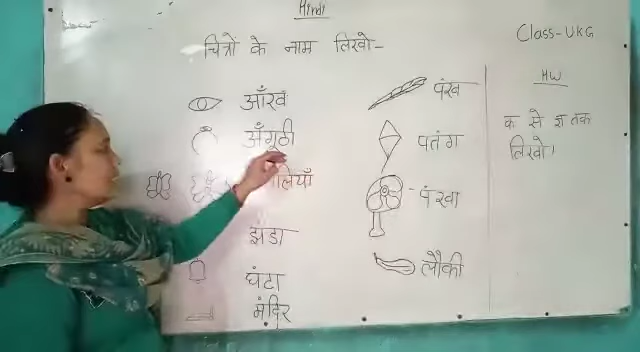 Hindi
Class-UKG
चित्रो के नाम लिखो-
आँख
अँगूठी
लियाँ
झंडा
घंटा
मंदिर
पंख
पतंग
पंखा
लौकी
HW
क से ज्ञ तक
लिखो।